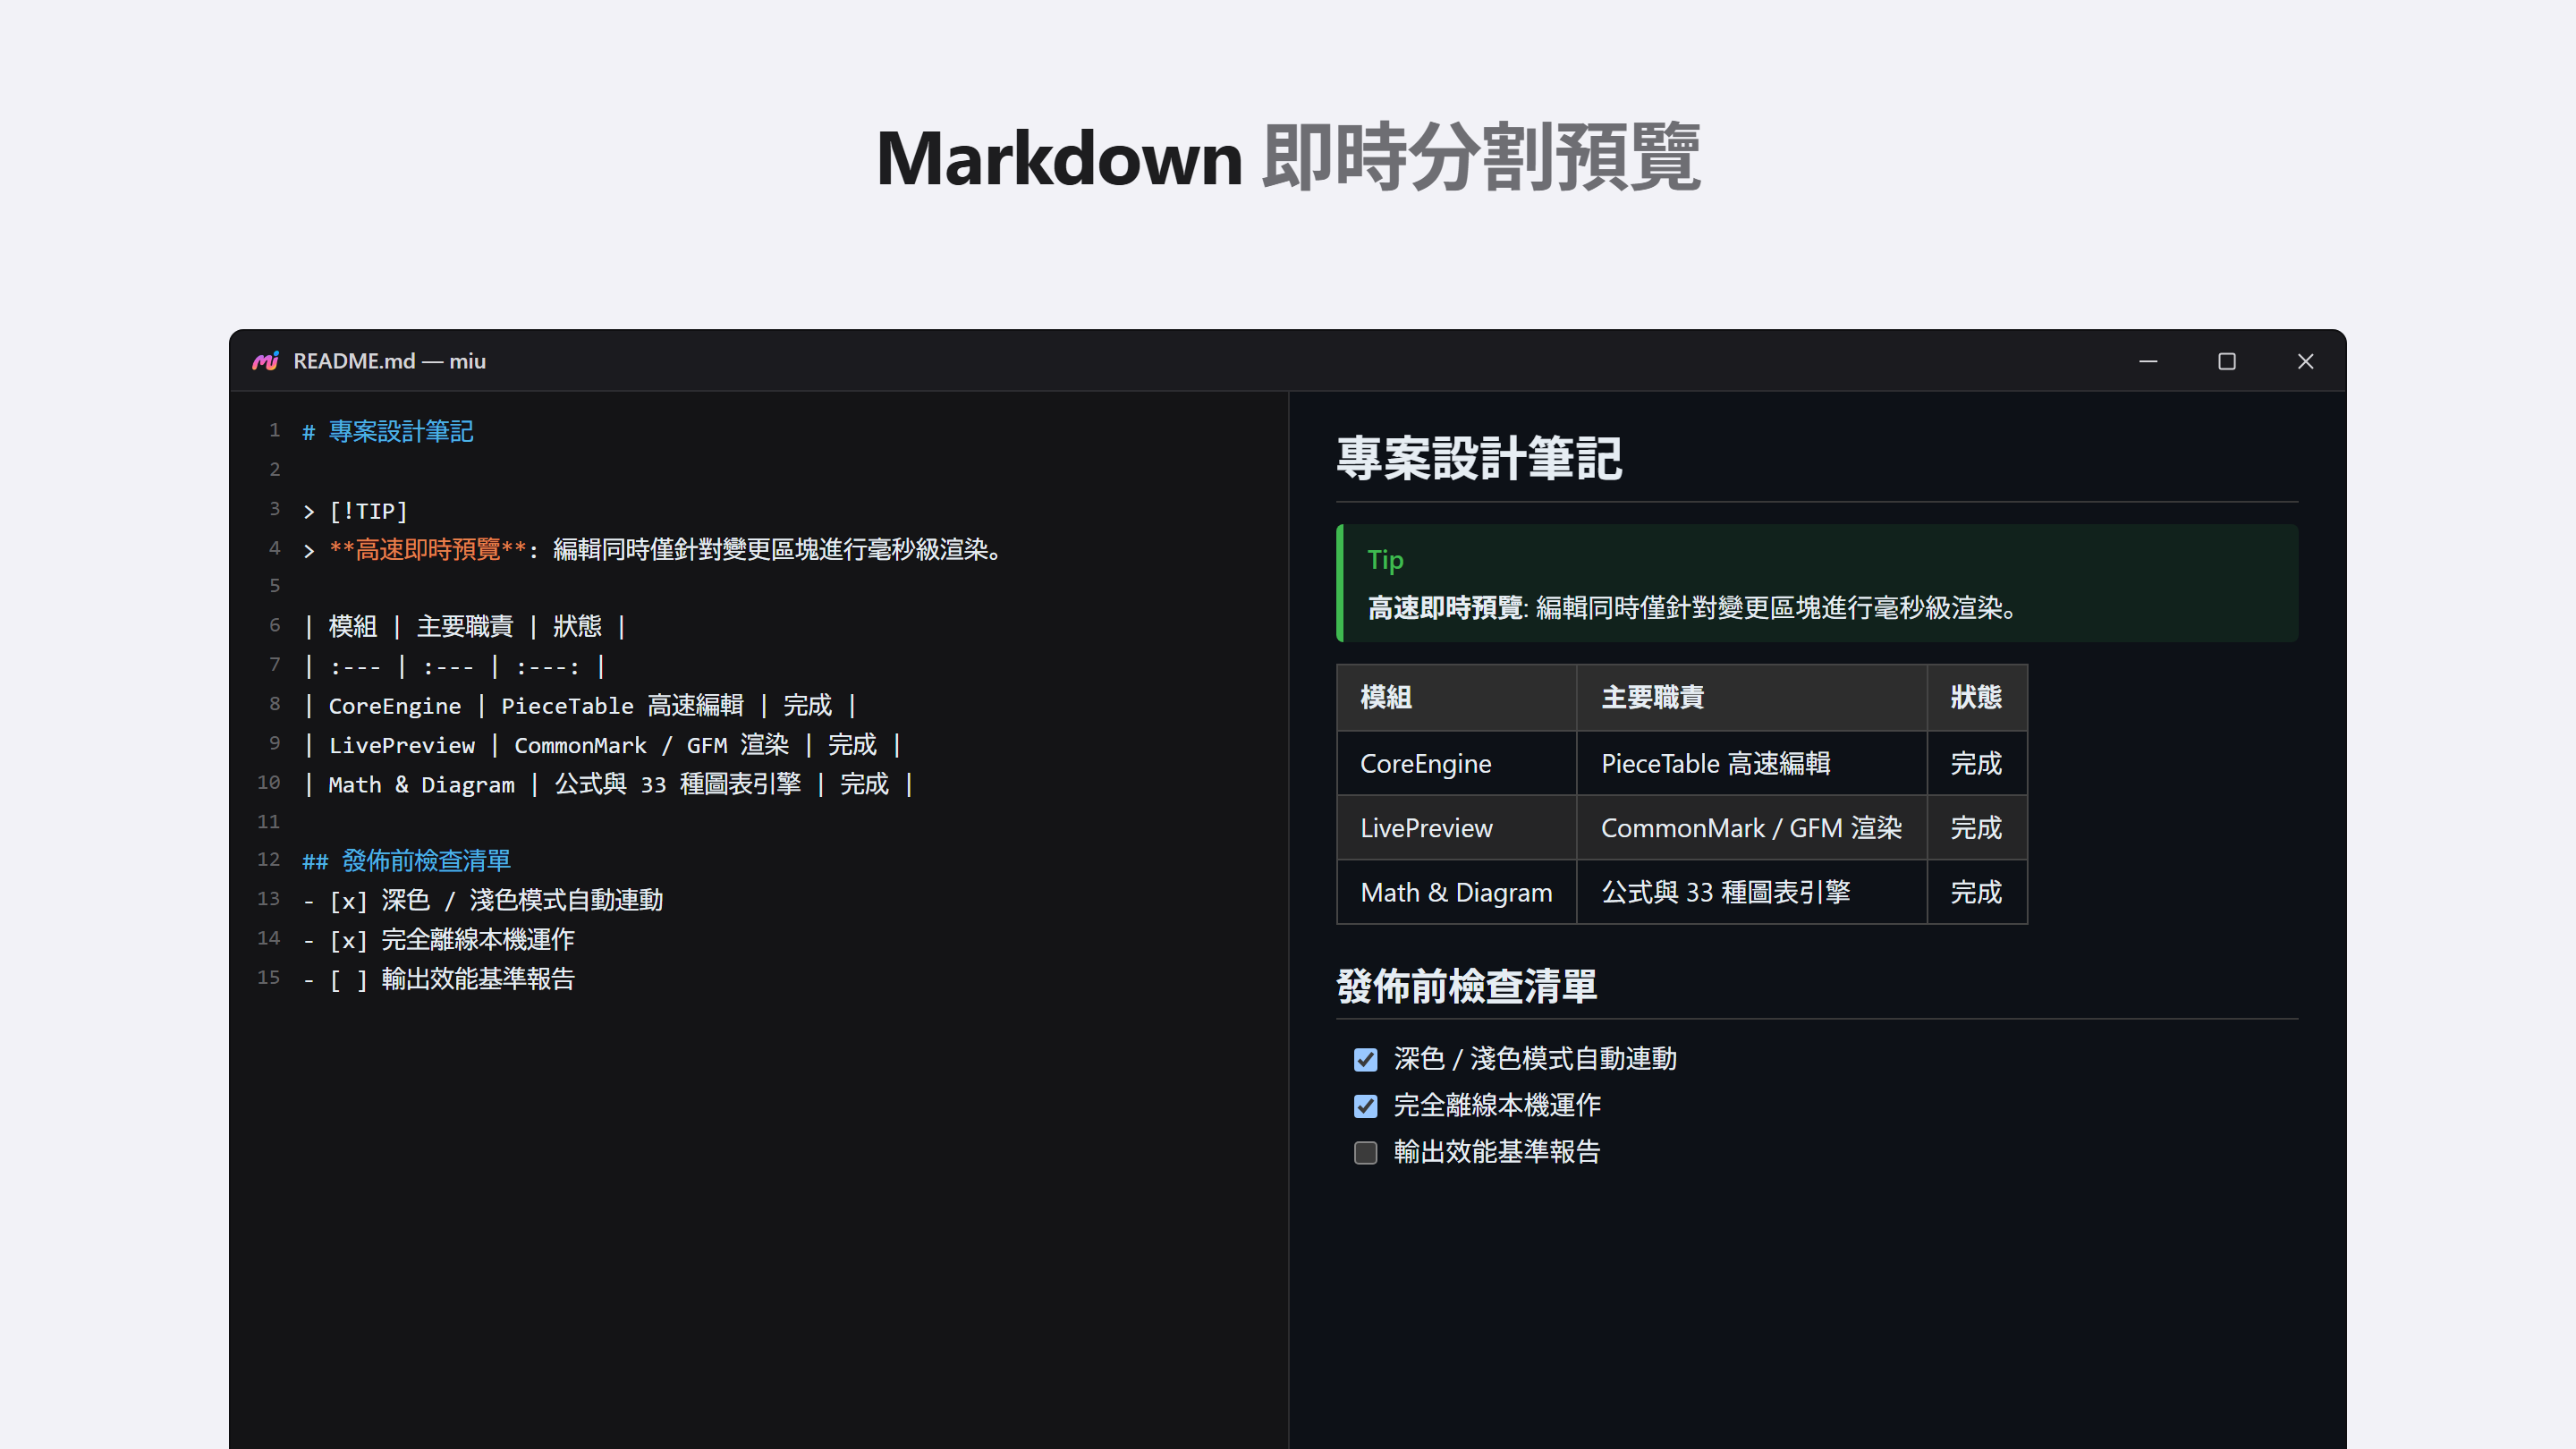 Markdown 即時分割預覽
README.md — miu
1 # 專案設計筆記
2
3 > [!TIP]
4 > **高速即時預覽**: 編輯同時僅針對變更區塊進行毫秒級渲染。
5
6 | 模組 | 主要職責 | 狀態 |
7 | :--- | :--- | :---: |
8 | CoreEngine | PieceTable 高速編輯 | 完成 |
9 | LivePreview | CommonMark / GFM 渲染 | 完成 |
10 | Math & Diagram | 公式與 33 種圖表引擎 | 完成 |
11
12 ## 發佈前檢查清單
13 - [x] 深色 / 淺色模式自動連動
14 - [x] 完全離線本機運作
15 - [ ] 輸出效能基準報告
專案設計筆記
Tip
高速即時預覽: 編輯同時僅針對變更區塊進行毫秒級渲染。
模組 主要職責 狀態
CoreEngine PieceTable 高速編輯 完成
LivePreview CommonMark / GFM 渲染 完成
Math & Diagram 公式與 33 種圖表引擎 完成
發佈前檢查清單
深色 / 淺色模式自動連動
完全離線本機運作
輸出效能基準報告